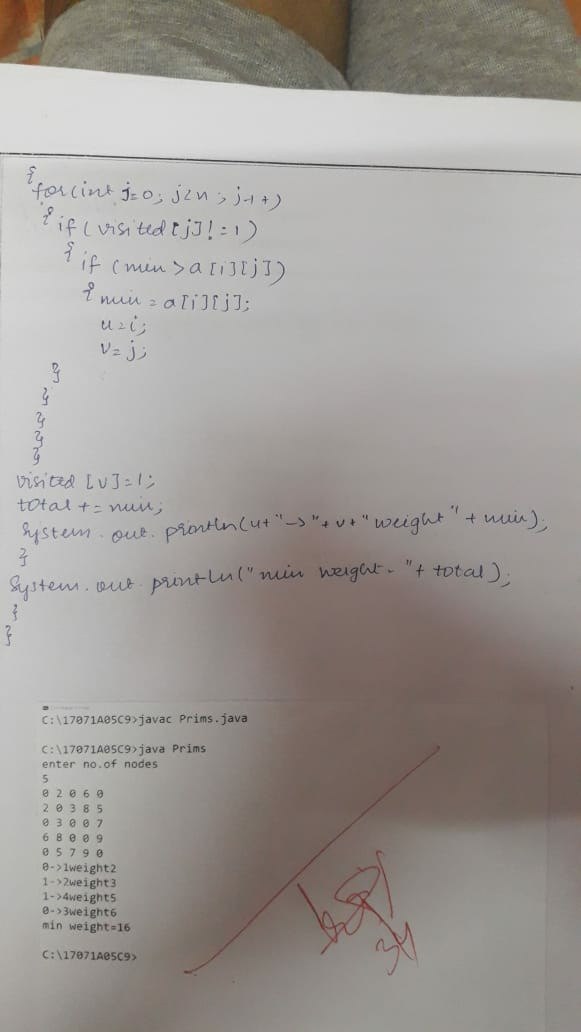 {
for(int j=0; j<n; j++)
{ if(visited[j]!=1)
{ if(min>a[i][j])
{ min=a[i][j];
u=i;
v=j;
}
}
}
}
}
visited[v]=1;
total+=min;
System.out.println(u+"->"+v+"weight"+min);
}
System.out.println("min weight="+total);
}
}
C:\17071A05C9>javac Prims.java
C:\17071A05C9>java Prims
enter no.of nodes
5
0 2 0 6 0
2 0 3 8 5
0 3 0 0 7
6 8 0 0 9
0 5 7 9 0
0->1weight2
1->2weight3
1->4weight5
0->3weight6
min weight=16
C:\17071A05C9>